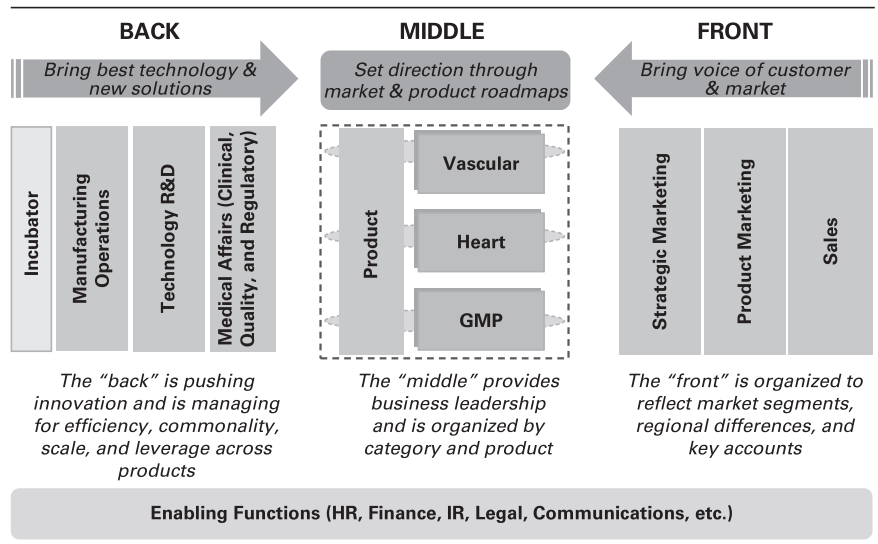 BACK
MIDDLE
FRONT
Bring best technology &
new solutions
Set direction through
market & product roadmaps
Bring voice of customer
& market
Incubator
Manufacturing
Operations
Technology R&D
Medical Affairs (Clinical,
Quality, and Regulatory)
Product
Vascular
Heart
GMP
Strategic Marketing
Product Marketing
Sales
The “back” is pushing
innovation and is managing
for efficiency, commonality,
scale, and leverage across
products
The “middle” provides
business leadership
and is organized by
category and product
The “front” is organized to
reflect market segments,
regional differences, and
key accounts
Enabling Functions (HR, Finance, IR, Legal, Communications, etc.)